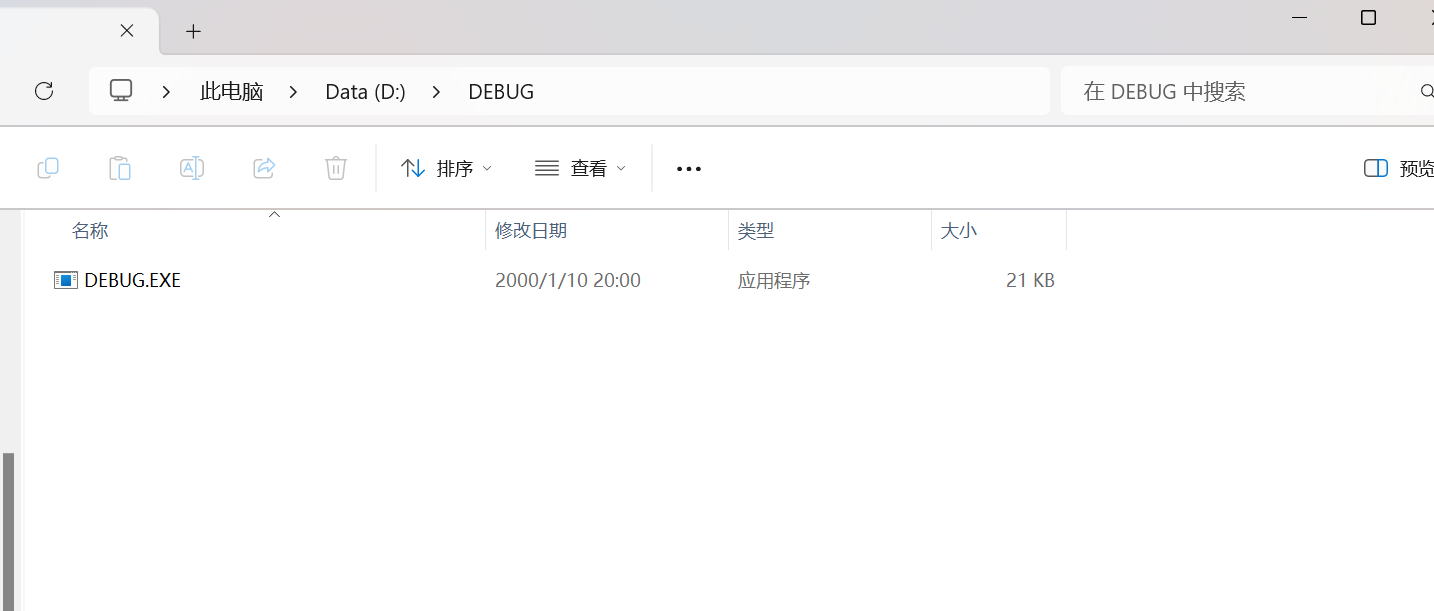 此电脑 Data (D:) DEBUG 在 DEBUG 中搜索
排序 查看 预览
名称 修改日期 类型 大小
DEBUG.EXE 2000/1/10 20:00 应用程序 21 KB